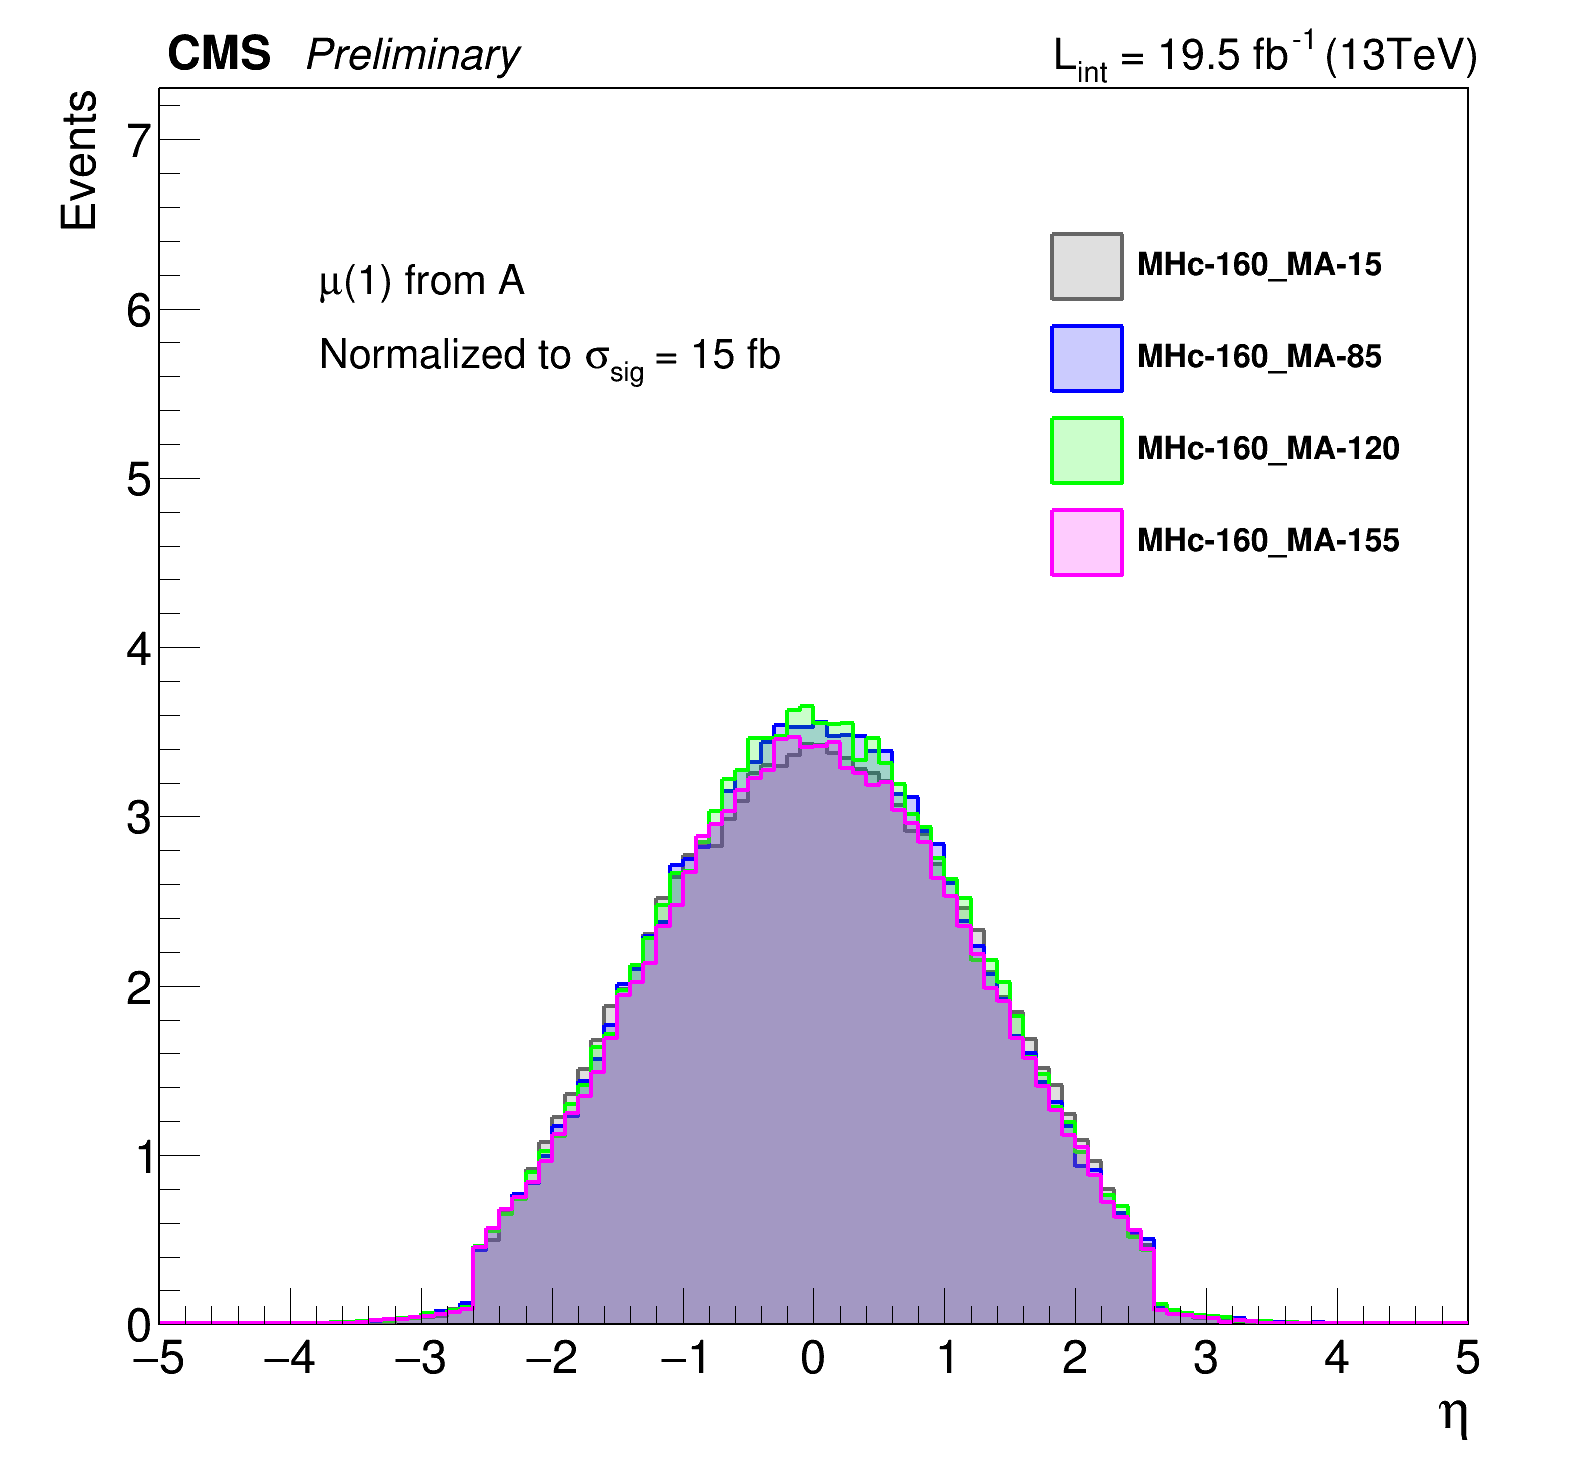 CMS Preliminary L_int = 19.5 fb^-1 (13TeV)
Events
7
6
5
4
3
2
1
0
μ(1) from A
Normalized to σ_sig = 15 fb
MHc-160_MA-15
MHc-160_MA-85
MHc-160_MA-120
MHc-160_MA-155
−5 −4 −3 −2 −1 0 1 2 3 4 5
η